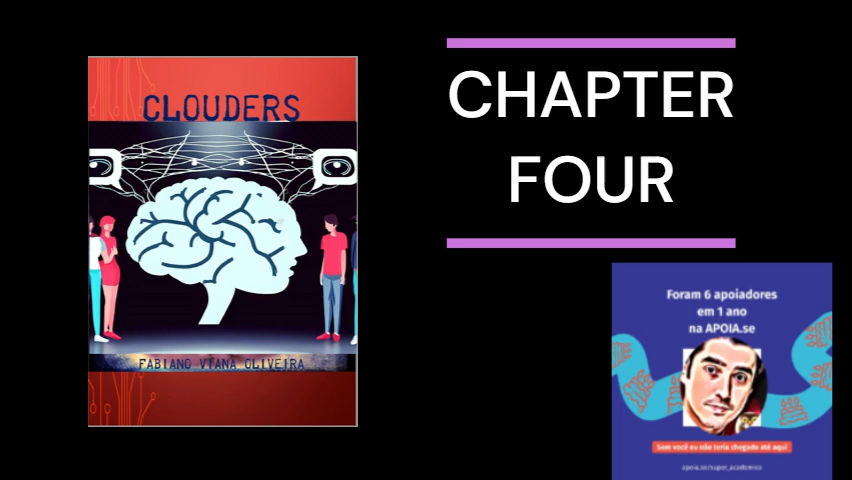 CLOUDERS
FABIANO VIANA OLIVEIRA
CHAPTER
FOUR
Foram 6 apoiadores
em 1 ano
na APOIA.se
Sem você eu não teria chegado até aqui
apoia.se/super_academico